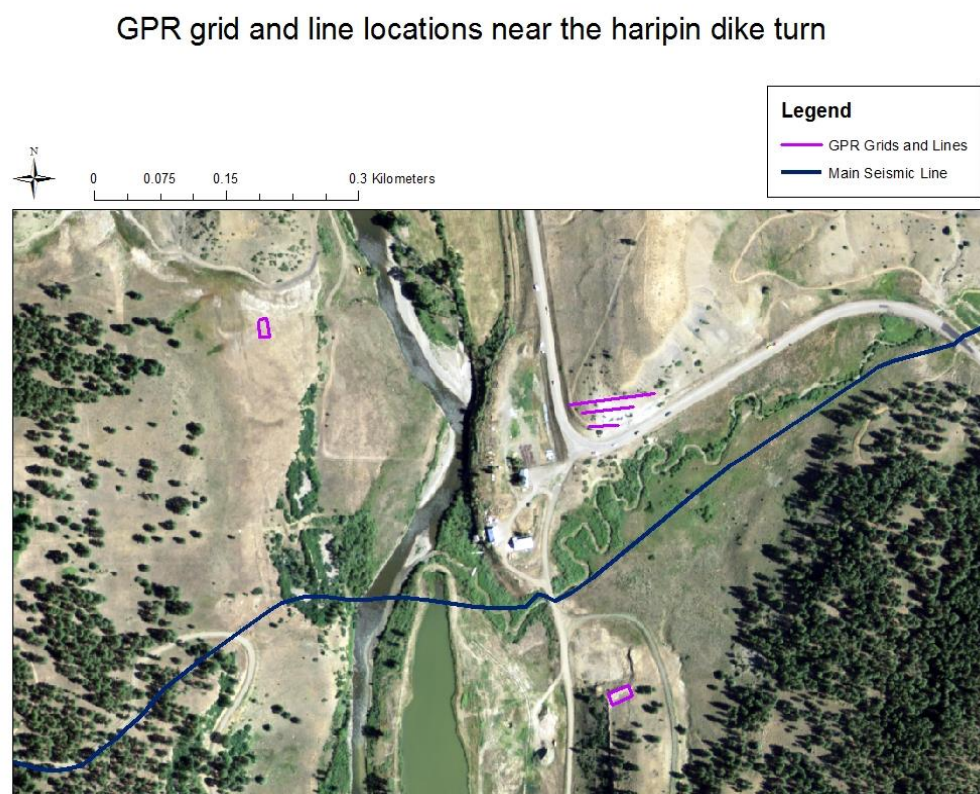 GPR grid and line locations near the haripin dike turn
Legend
GPR Grids and Lines
Main Seismic Line
N
0 0.075 0.15 0.3 Kilometers